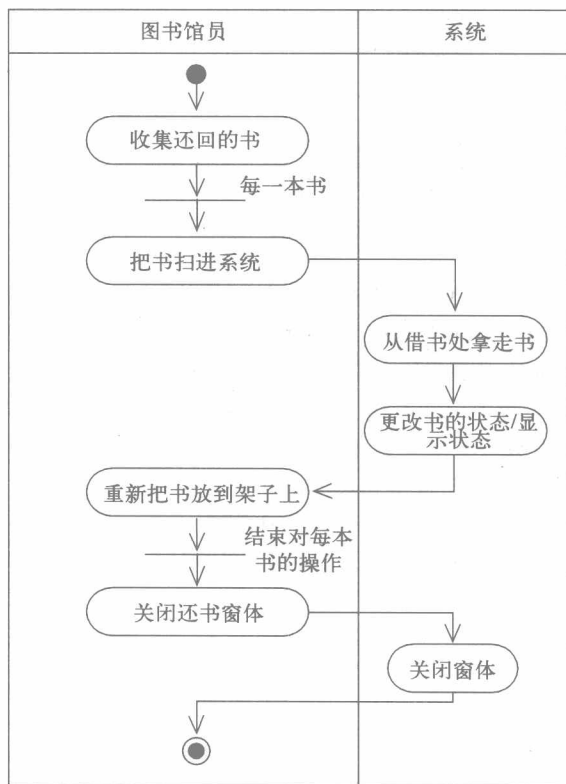 图书馆员
系统
收集还回的书
每一本书
把书扫进系统
从借书处拿走书
更改书的状态/显
示状态
重新把书放到架子上
结束对每本
书的操作
关闭还书窗体
关闭窗体